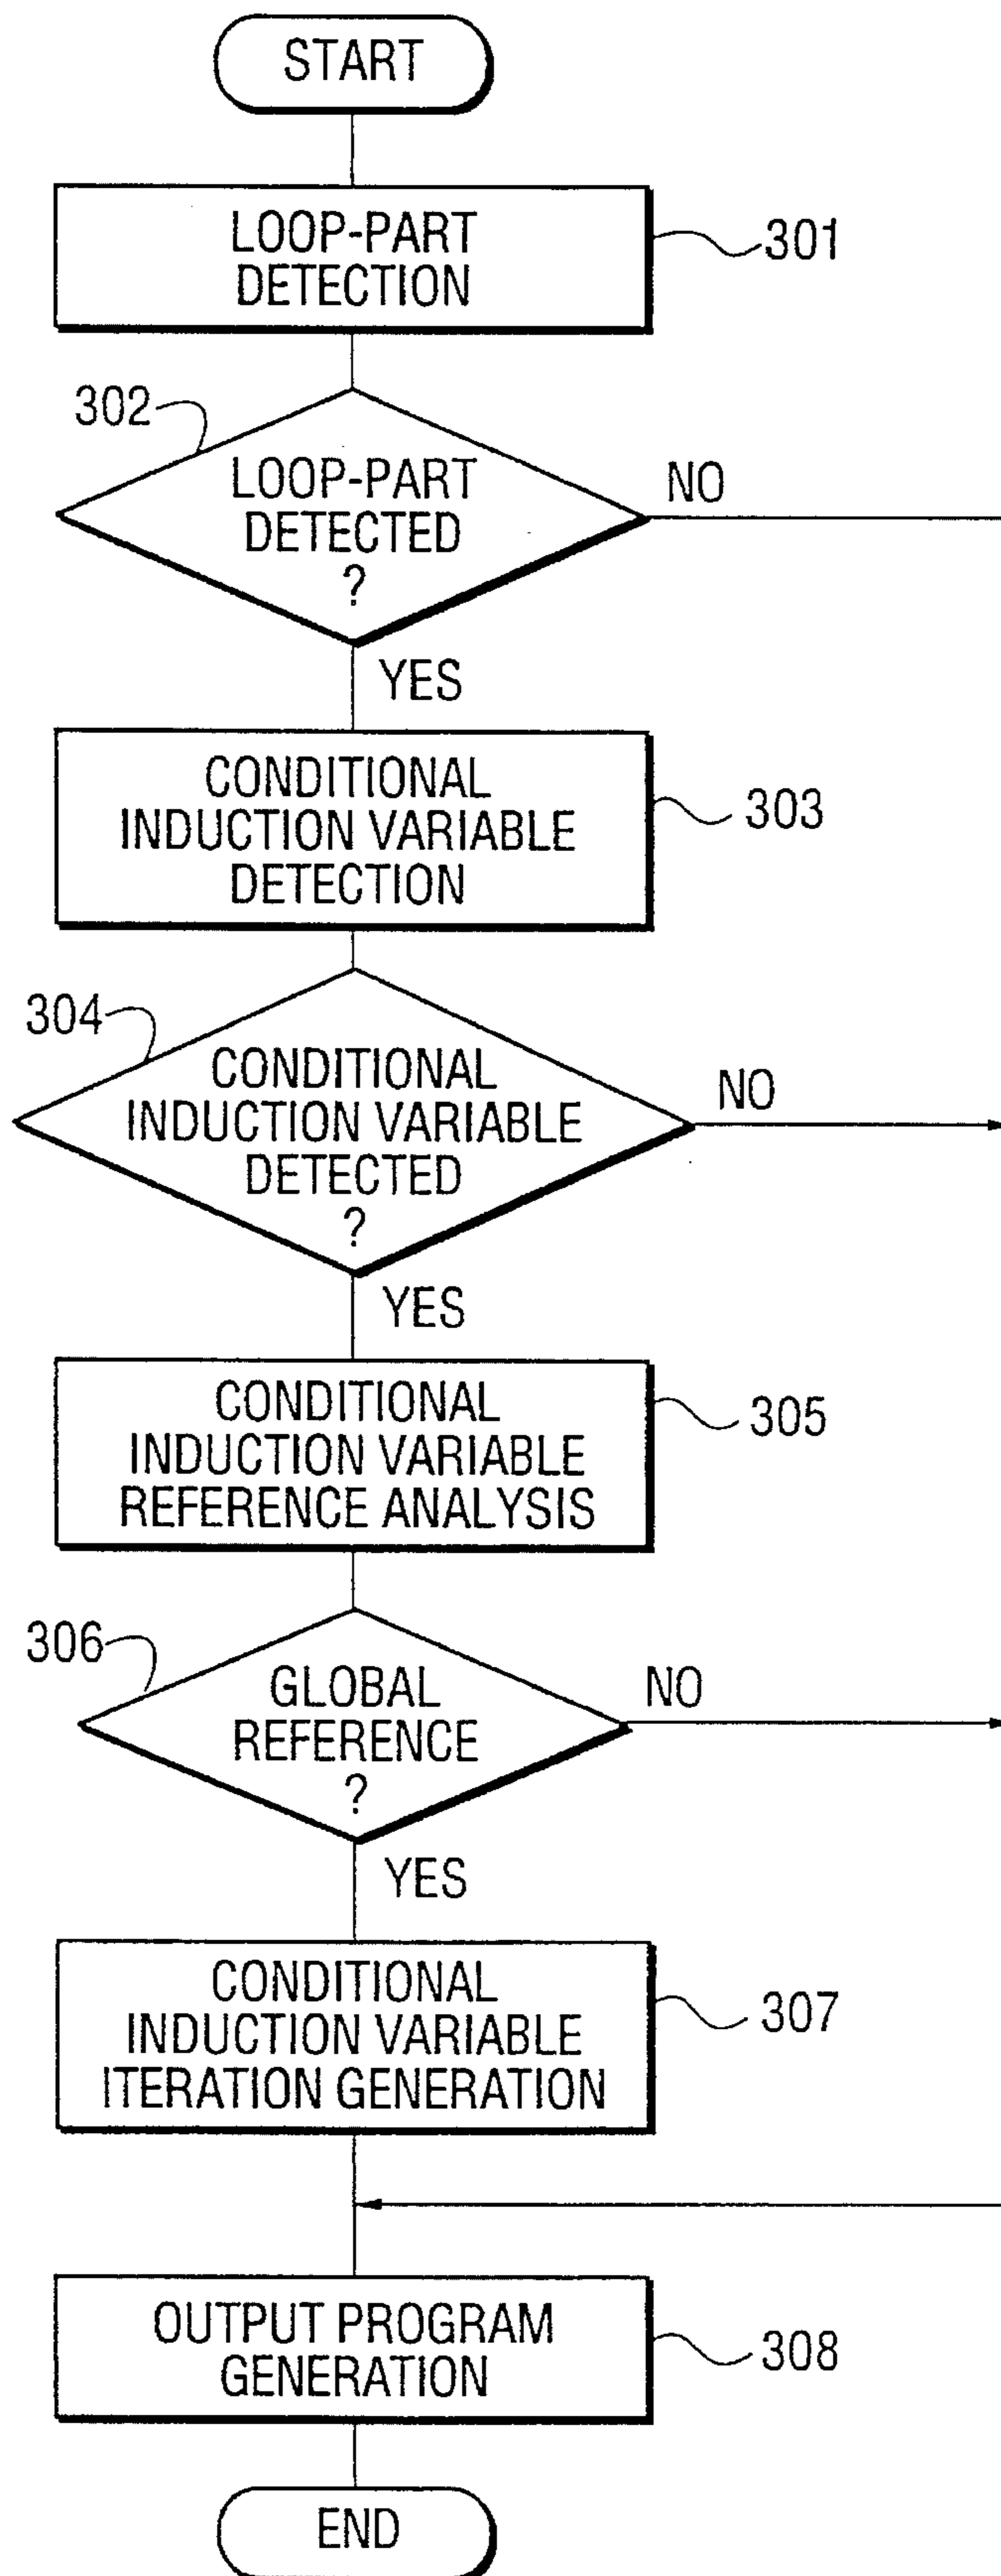 START
LOOP-PART
DETECTION
301
302
LOOP-PART
DETECTED
?
NO
YES
CONDITIONAL
INDUCTION VARIABLE
DETECTION
303
304
CONDITIONAL
INDUCTION VARIABLE
DETECTED
?
NO
YES
CONDITIONAL
INDUCTION VARIABLE
REFERENCE ANALYSIS
305
306
GLOBAL
REFERENCE
?
NO
YES
CONDITIONAL
INDUCTION VARIABLE
ITERATION GENERATION
307
OUTPUT PROGRAM
GENERATION
308
END